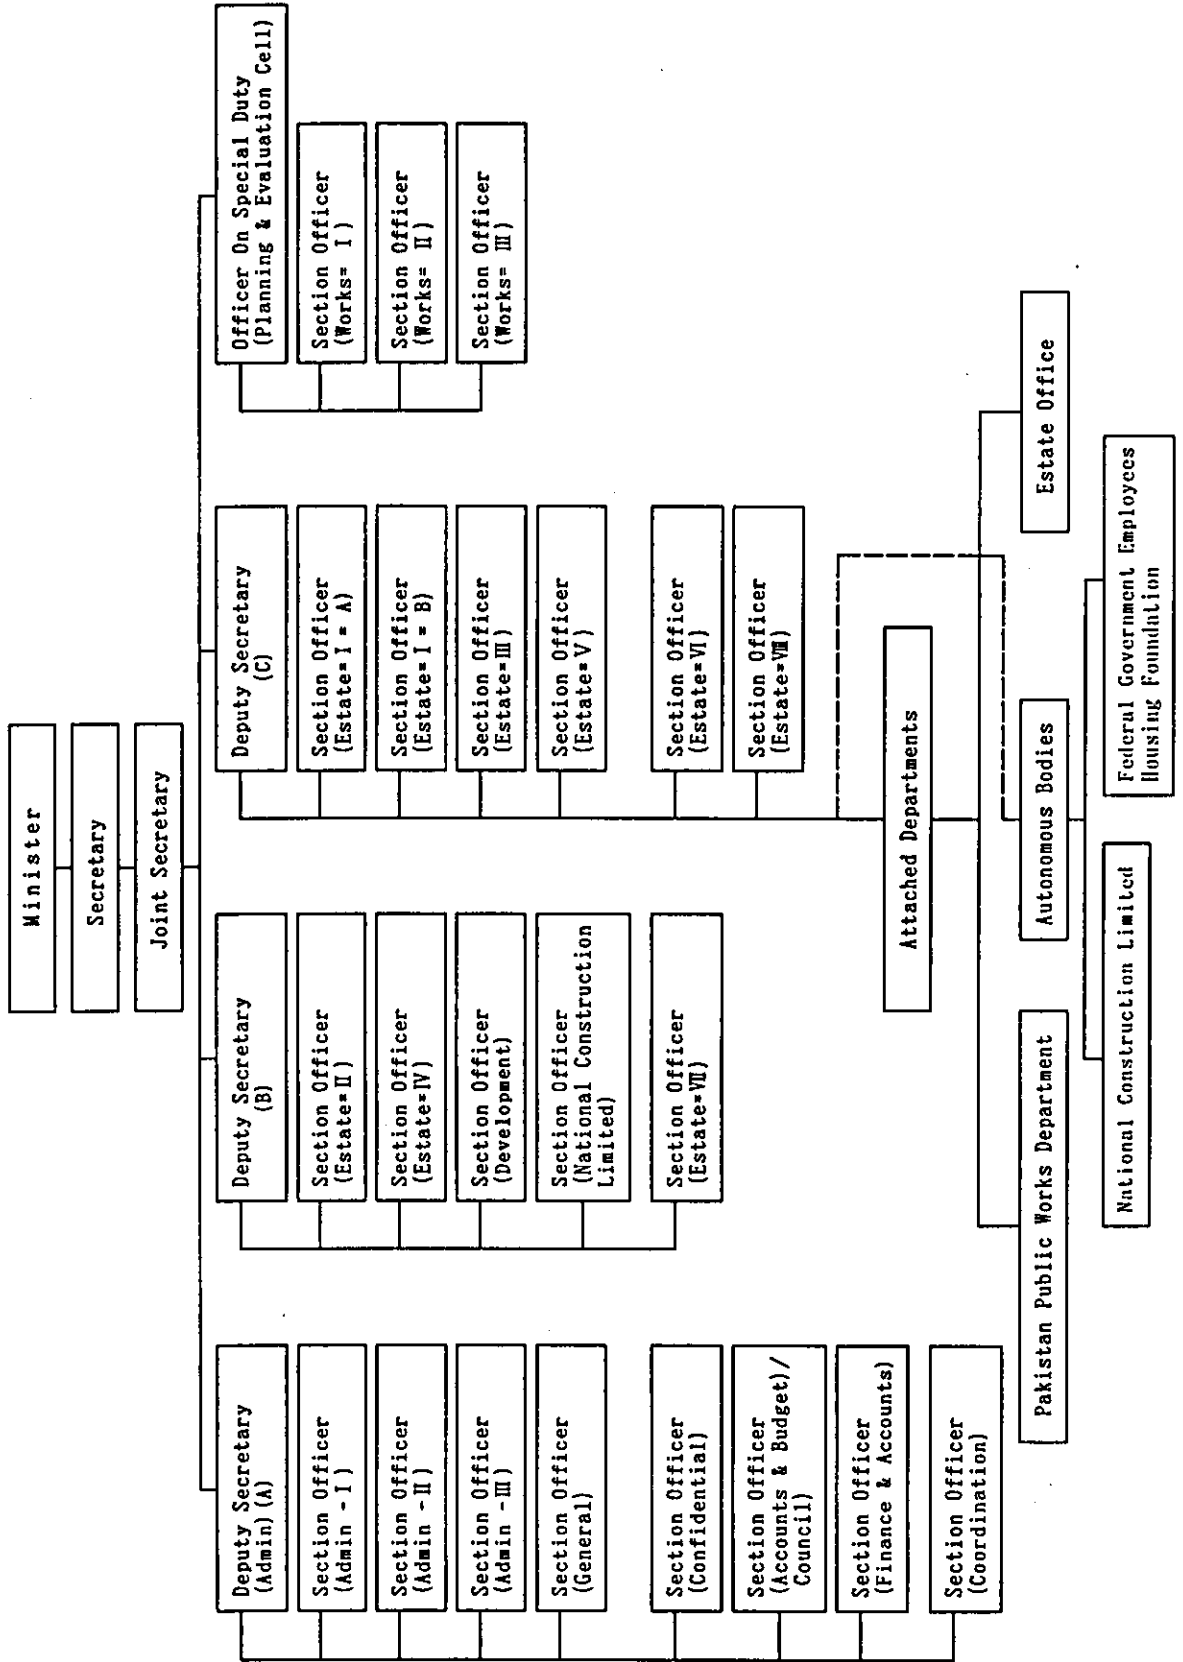 Minister
Secretary
Joint Secretary
Deputy Secretary
(Admin) (A)
Section Officer
(Admin - I)
Section Officer
(Admin - II)
Section Officer
(Admin - III)
Section Officer
(General)
Section Officer
(Confidential)
Section Officer
(Accounts & Budget)/
Council)
Section Officer
(Finance & Accounts)
Section Officer
(Coordination)
Deputy Secretary
(B)
Section Officer
(Estate=II)
Section Officer
(Estate=IV)
Section Officer
(Development)
Section Officer
(National Construction
Limited)
Section Officer
(Estate=VII)
Deputy Secretary
(C)
Section Officer
(Estate=I = A)
Section Officer
(Estate=I = B)
Section Officer
(Estate=III)
Section Officer
(Estate=V)
Section Officer
(Estate=VI)
Section Officer
(Estate=VIII)
Officer On Special Duty
(Planning & Evaluation Cell)
Section Officer
(Works= I )
Section Officer
(Works= II )
Section Officer
(Works= III )
Attached Departments
Pakistan Public Works Department
Estate Office
Autonomous Bodies
National Construction Limited
Federal Government Employees
Housing Foundation